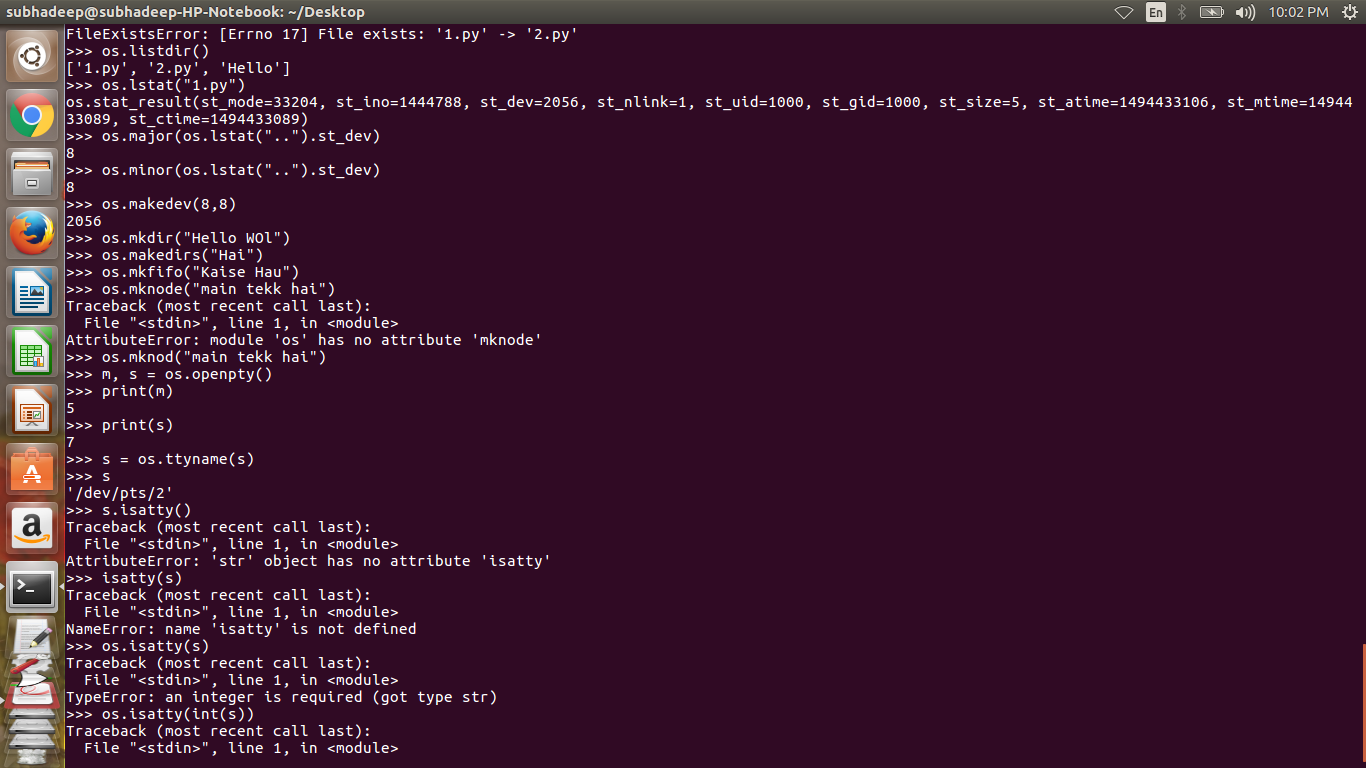 subhadeep@subhadeep-HP-Notebook: ~/Desktop
En
10:02 PM
FileExistsError: [Errno 17] File exists: '1.py' -> '2.py'
>>> os.listdir()
['1.py', '2.py', 'Hello']
>>> os.lstat("1.py")
os.stat_result(st_mode=33204, st_ino=1444788, st_dev=2056, st_nlink=1, st_uid=1000, st_gid=1000, st_size=5, st_atime=1494433106, st_mtime=14944
33089, st_ctime=1494433089)
>>> os.major(os.lstat("..").st_dev)
8
>>> os.minor(os.lstat("..").st_dev)
8
>>> os.makedev(8,8)
2056
>>> os.mkdir("Hello WOl")
>>> os.makedirs("Hai")
>>> os.mkfifo("Kaise Hau")
>>> os.mknode("main tekk hai")
Traceback (most recent call last):
  File "<stdin>", line 1, in <module>
AttributeError: module 'os' has no attribute 'mknode'
>>> os.mknod("main tekk hai")
>>> m, s = os.openpty()
>>> print(m)
5
>>> print(s)
7
>>> s = os.ttyname(s)
>>> s
'/dev/pts/2'
>>> s.isatty()
Traceback (most recent call last):
  File "<stdin>", line 1, in <module>
AttributeError: 'str' object has no attribute 'isatty'
>>> isatty(s)
Traceback (most recent call last):
  File "<stdin>", line 1, in <module>
NameError: name 'isatty' is not defined
>>> os.isatty(s)
Traceback (most recent call last):
  File "<stdin>", line 1, in <module>
TypeError: an integer is required (got type str)
>>> os.isatty(int(s))
Traceback (most recent call last):
  File "<stdin>", line 1, in <module>